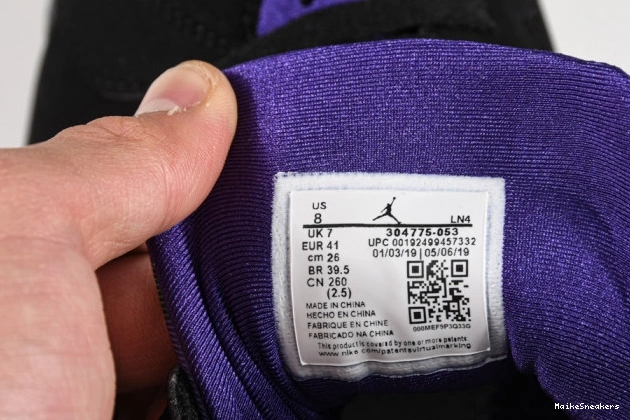 US
8
LN4
UK 7
304775-053
EUR 41
UPC 00192499457332
cm 26
01/03/19 | 05/06/19
BR 39.5
CN 260
(2.5)
MADE IN CHINA
HECHO EN CHINA
FABRIQUE EN CHINE
FABRICADO NA CHINA
000MEF9P3Q33G
This product is covered by one or more patents
www.nike.com/patentsvirtualmarking
MaikeSneakers